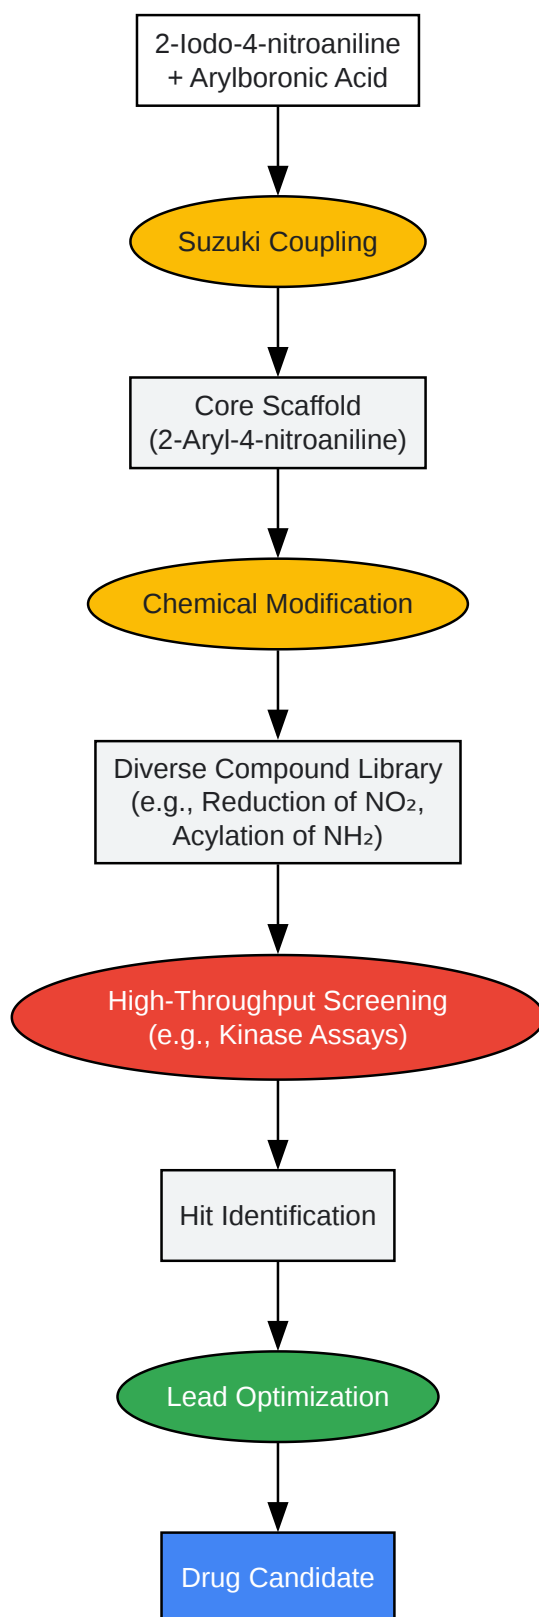 2-Iodo-4-nitroaniline
+ Arylboronic Acid
Suzuki Coupling
Core Scaffold
(2-Aryl-4-nitroaniline)
Chemical Modification
Diverse Compound Library
(e.g., Reduction of NO₂,
Acylation of NH₂)
High-Throughput Screening
(e.g., Kinase Assays)
Hit Identification
Lead Optimization
Drug Candidate